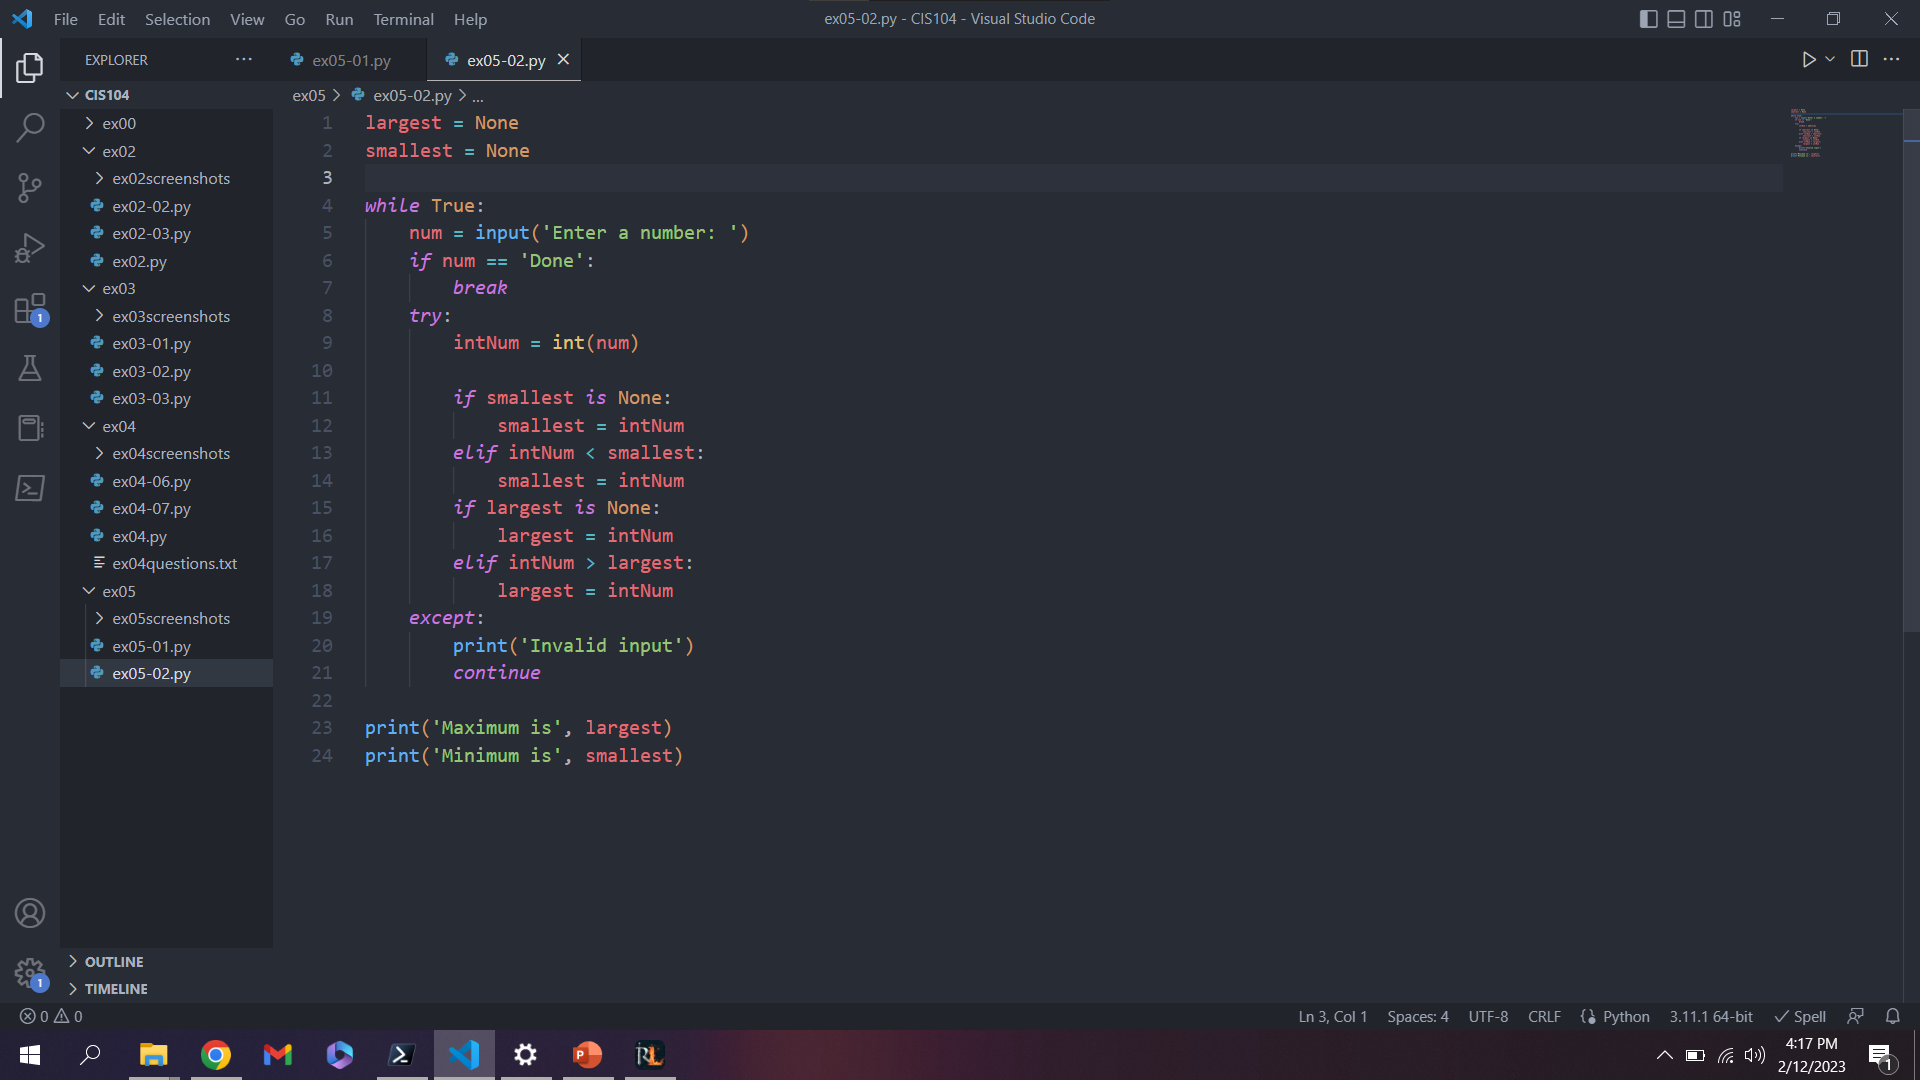 File Edit Selection View Go Run Terminal Help
ex05-02.py - CIS104 - Visual Studio Code
EXPLORER
ex05-01.py
ex05-02.py
CIS104
ex00
ex02
ex02screenshots
ex02-02.py
ex02-03.py
ex02.py
ex03
ex03screenshots
ex03-01.py
ex03-02.py
ex03-03.py
ex04
ex04screenshots
ex04-06.py
ex04-07.py
ex04.py
ex04questions.txt
ex05
ex05screenshots
ex05-01.py
ex05-02.py
OUTLINE
TIMELINE
ex05 > ex05-02.py > ...
1 largest = None
2 smallest = None
3
4 while True:
5     num = input('Enter a number: ')
6     if num == 'Done':
7         break
8     try:
9         intNum = int(num)
10
11         if smallest is None:
12             smallest = intNum
13         elif intNum < smallest:
14             smallest = intNum
15         if largest is None:
16             largest = intNum
17         elif intNum > largest:
18             largest = intNum
19     except:
20         print('Invalid input')
21         continue
22
23 print('Maximum is', largest)
24 print('Minimum is', smallest)
1
1
0 0
Ln 3, Col 1 Spaces: 4 UTF-8 CRLF Python 3.11.1 64-bit Spell
P
RL
4:17 PM
2/12/2023
1